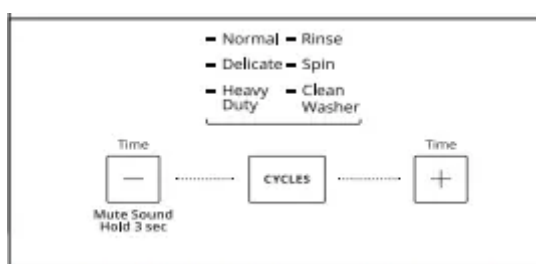 Normal Rinse
Delicate Spin
Heavy Duty Clean Washer
Time Time
— CYCLES +
Mute Sound
Hold 3 sec